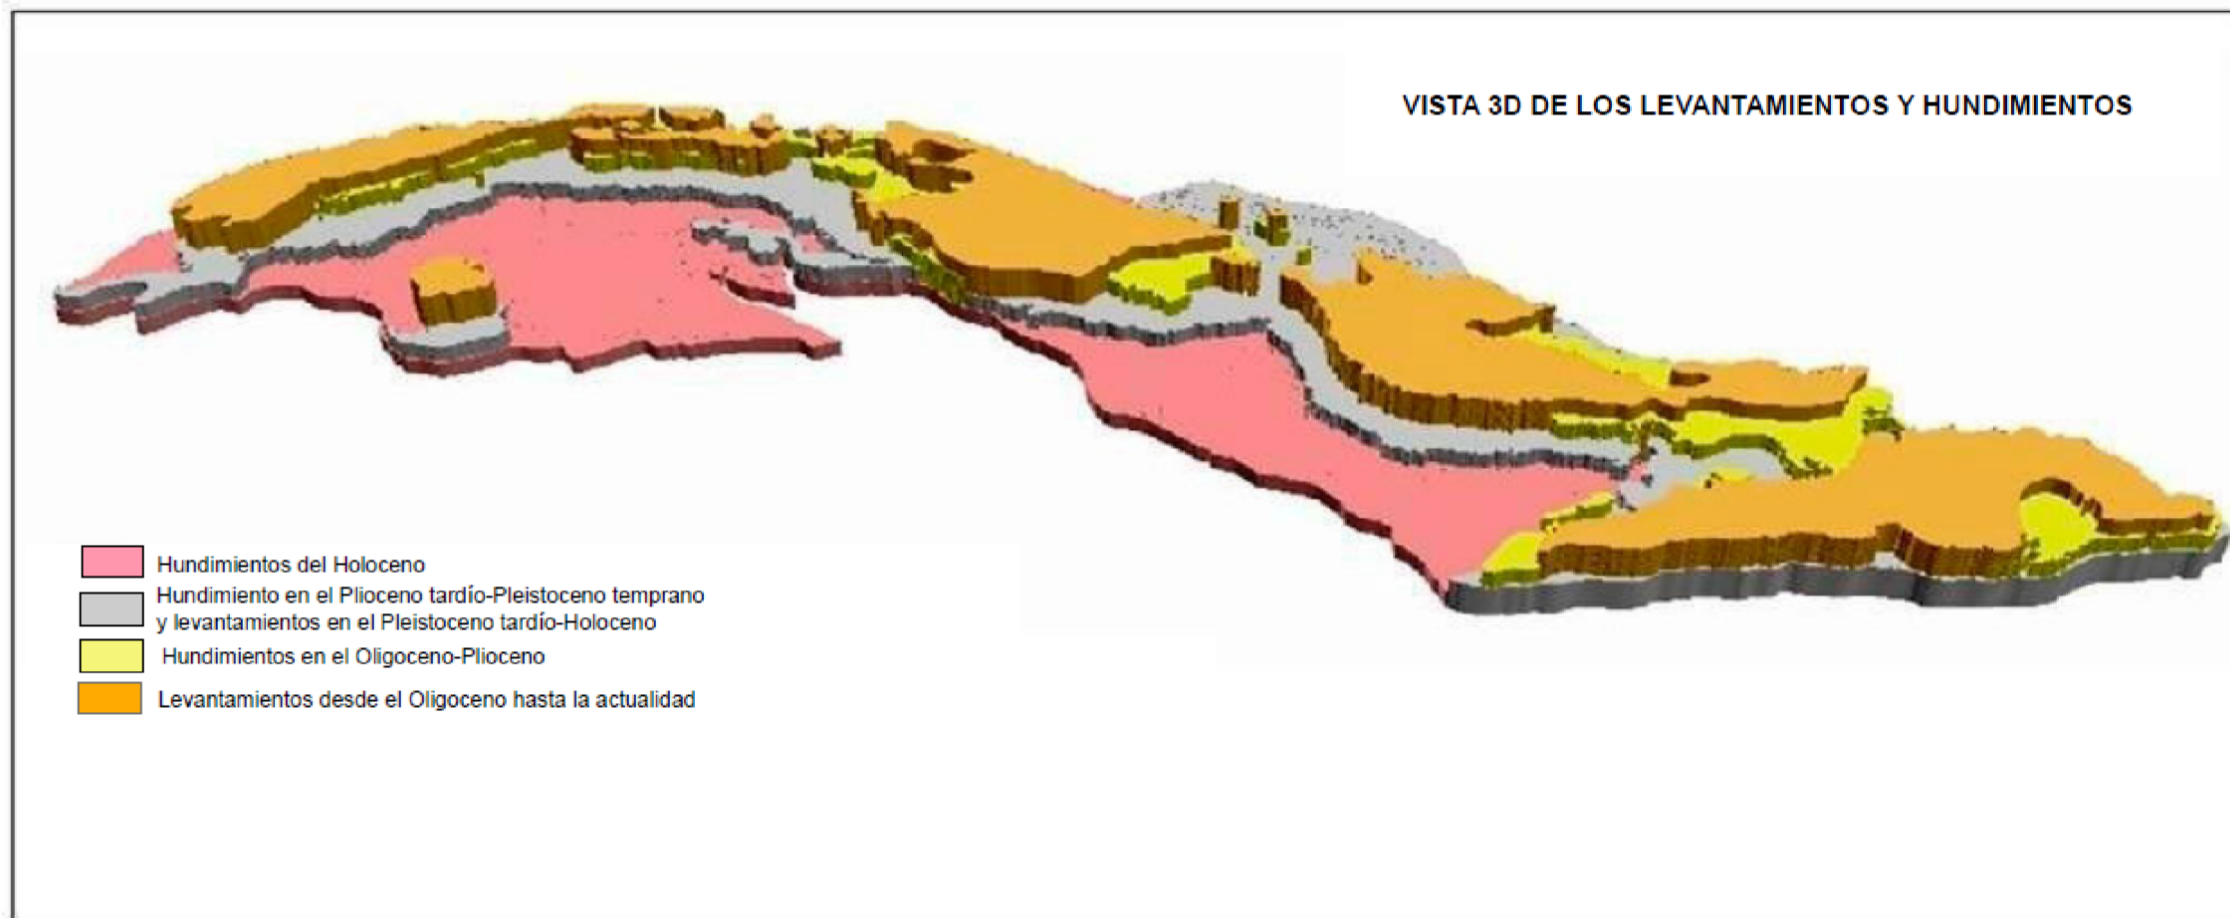 VISTA 3D DE LOS LEVANTAMIENTOS Y HUNDIMIENTOS
Hundimientos del Holoceno
Hundimiento en el Plioceno tardío-Pleistoceno temprano
y levantamientos en el Pleistoceno tardío-Holoceno
Hundimientos en el Oligoceno-Plioceno
Levantamientos desde el Oligoceno hasta la actualidad